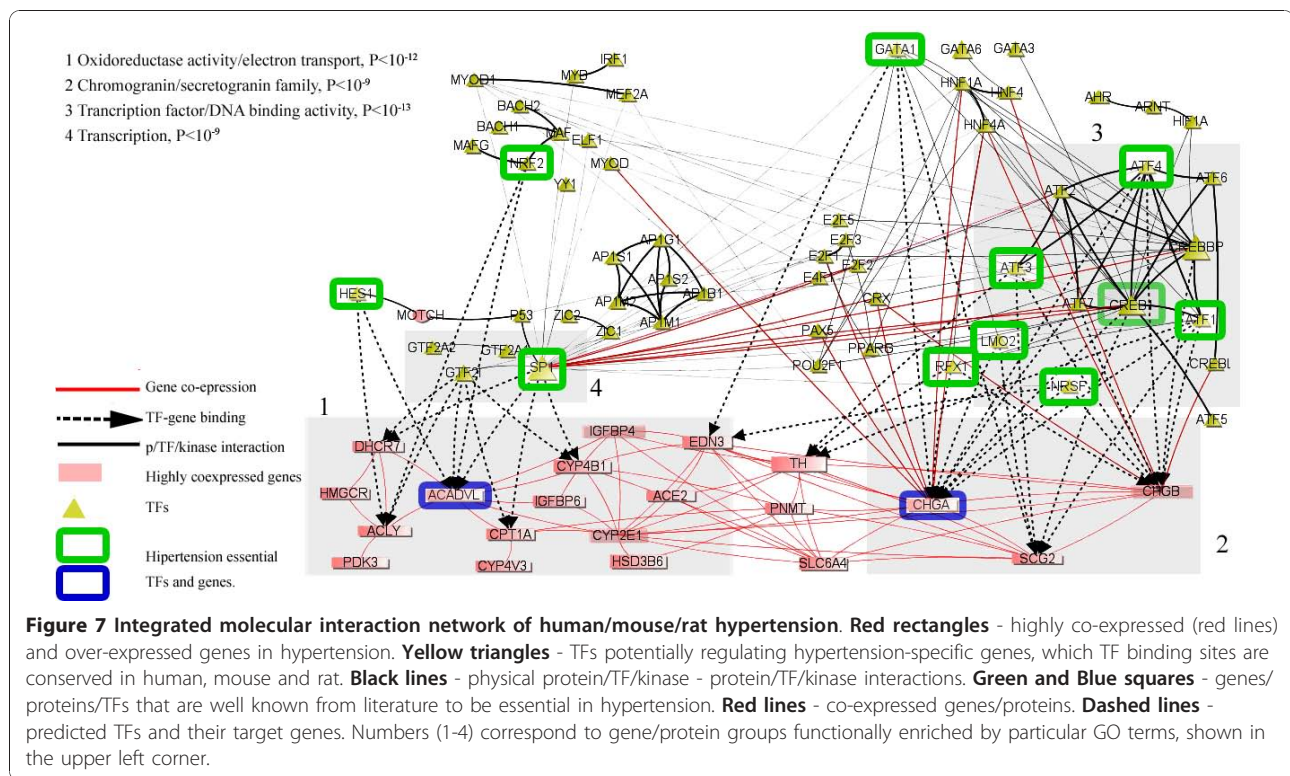 1 Oxidoreductase activity/electron transport, P<10-12
2 Chromogranin/secretogranin family, P<10-9
3 Trancription factor/DNA binding activity, P<10-13
4 Transcription, P<10-9
GATA1
GATA6
GATA3
IRF1
MYB
MYOD1
MEF2A
HNF1A
HNF4
AHR
ARNT
BACH2
BACH1
MAF
ELF1
HNF4A
HIF1A
MAFG
NRF2
MYOD
3
ATF4
ATF6
YY1
ATF2
E2F5
AP1G1
E2F3
CREBBP
AP1S1
E2F1
E2F2
ATF3
AP1S2
E4F1
HES1
AP1M2
AP1B1
CRX
ATF7
CREB1
MOTCH
P53
ZIC2
ZIC1
AP1M1
PAX5
ATF1
GTF2A2
GTF2A1
PPARG
LMO2
GTF2I
SP1
POU2F1
RFX1
CREBL
4
NRSF
Gene co-epression
1
TF-gene binding
ATF5
IGFBP4
p/TF/kinase interaction
DHCR7
EDN3
CYP4B1
TH
Highly coexpressed genes
HMGCR
ACADVL
IGFBP6
ACE2
CHGA
CHGB
TFs
PNMT
ACLY
CPT1A
CYP2E1
2
Hipertension essential
PDK3
CYP4V3
HSD3B6
SLC6A4
SCG2
TFs and genes.
Figure 7 Integrated molecular interaction network of human/mouse/rat hypertension. Red rectangles - highly co-expressed (red lines)
and over-expressed genes in hypertension. Yellow triangles - TFs potentially regulating hypertension-specific genes, which TF binding sites are
conserved in human, mouse and rat. Black lines - physical protein/TF/kinase - protein/TF/kinase interactions. Green and Blue squares - genes/
proteins/TFs that are well known from literature to be essential in hypertension. Red lines - co-expressed genes/proteins. Dashed lines -
predicted TFs and their target genes. Numbers (1-4) correspond to gene/protein groups functionally enriched by particular GO terms, shown in
the upper left corner.